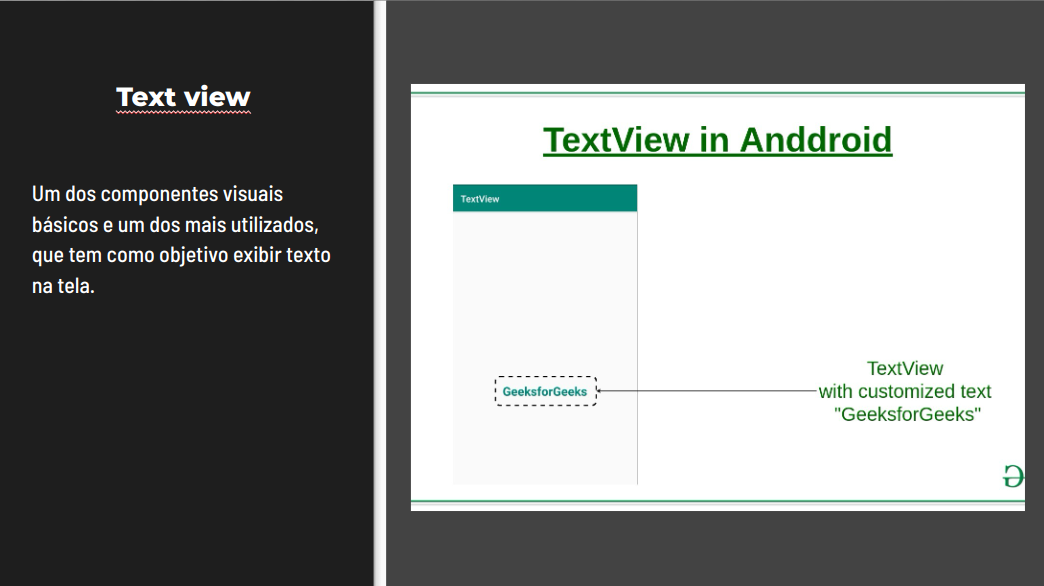 Text view
Um dos componentes visuais
básicos e um dos mais utilizados,
que tem como objetivo exibir texto
na tela.
TextView in Anddroid
TextView
GeeksforGeeks
TextView
with customized text
"GeeksforGeeks"